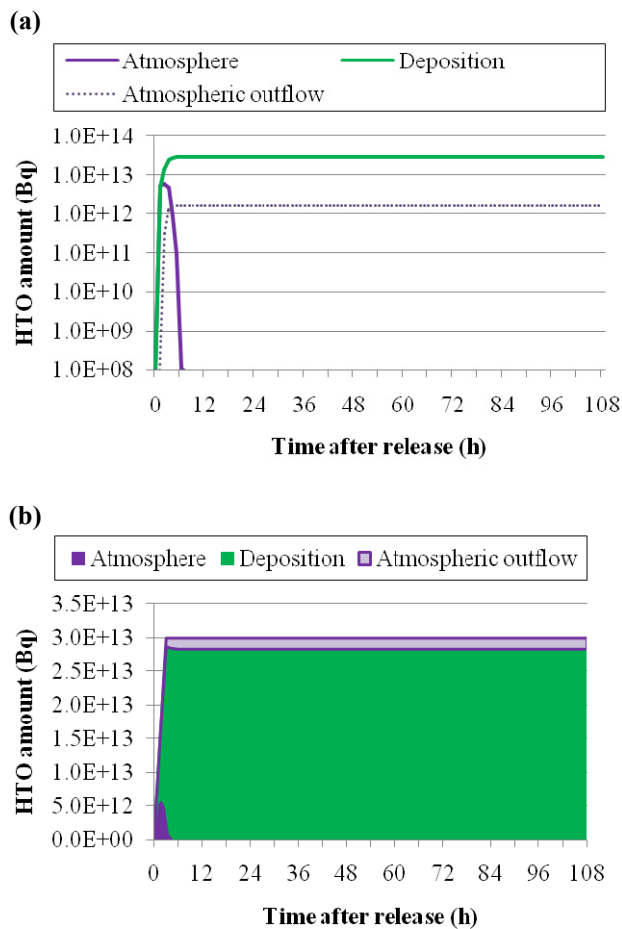 (a)
Atmosphere Deposition
Atmospheric outflow
1.0E+14
1.0E+13
1.0E+12
1.0E+11
1.0E+10
1.0E+09
1.0E+08
HTO amount (Bq)
0 12 24 36 48 60 72 84 96 108
Time after release (h)
(b)
Atmosphere Deposition Atmospheric outflow
3.5E+13
3.0E+13
2.5E+13
2.0E+13
1.5E+13
1.0E+13
5.0E+12
0.0E+00
HTO amount (Bq)
0 12 24 36 48 60 72 84 96 108
Time after release (h)